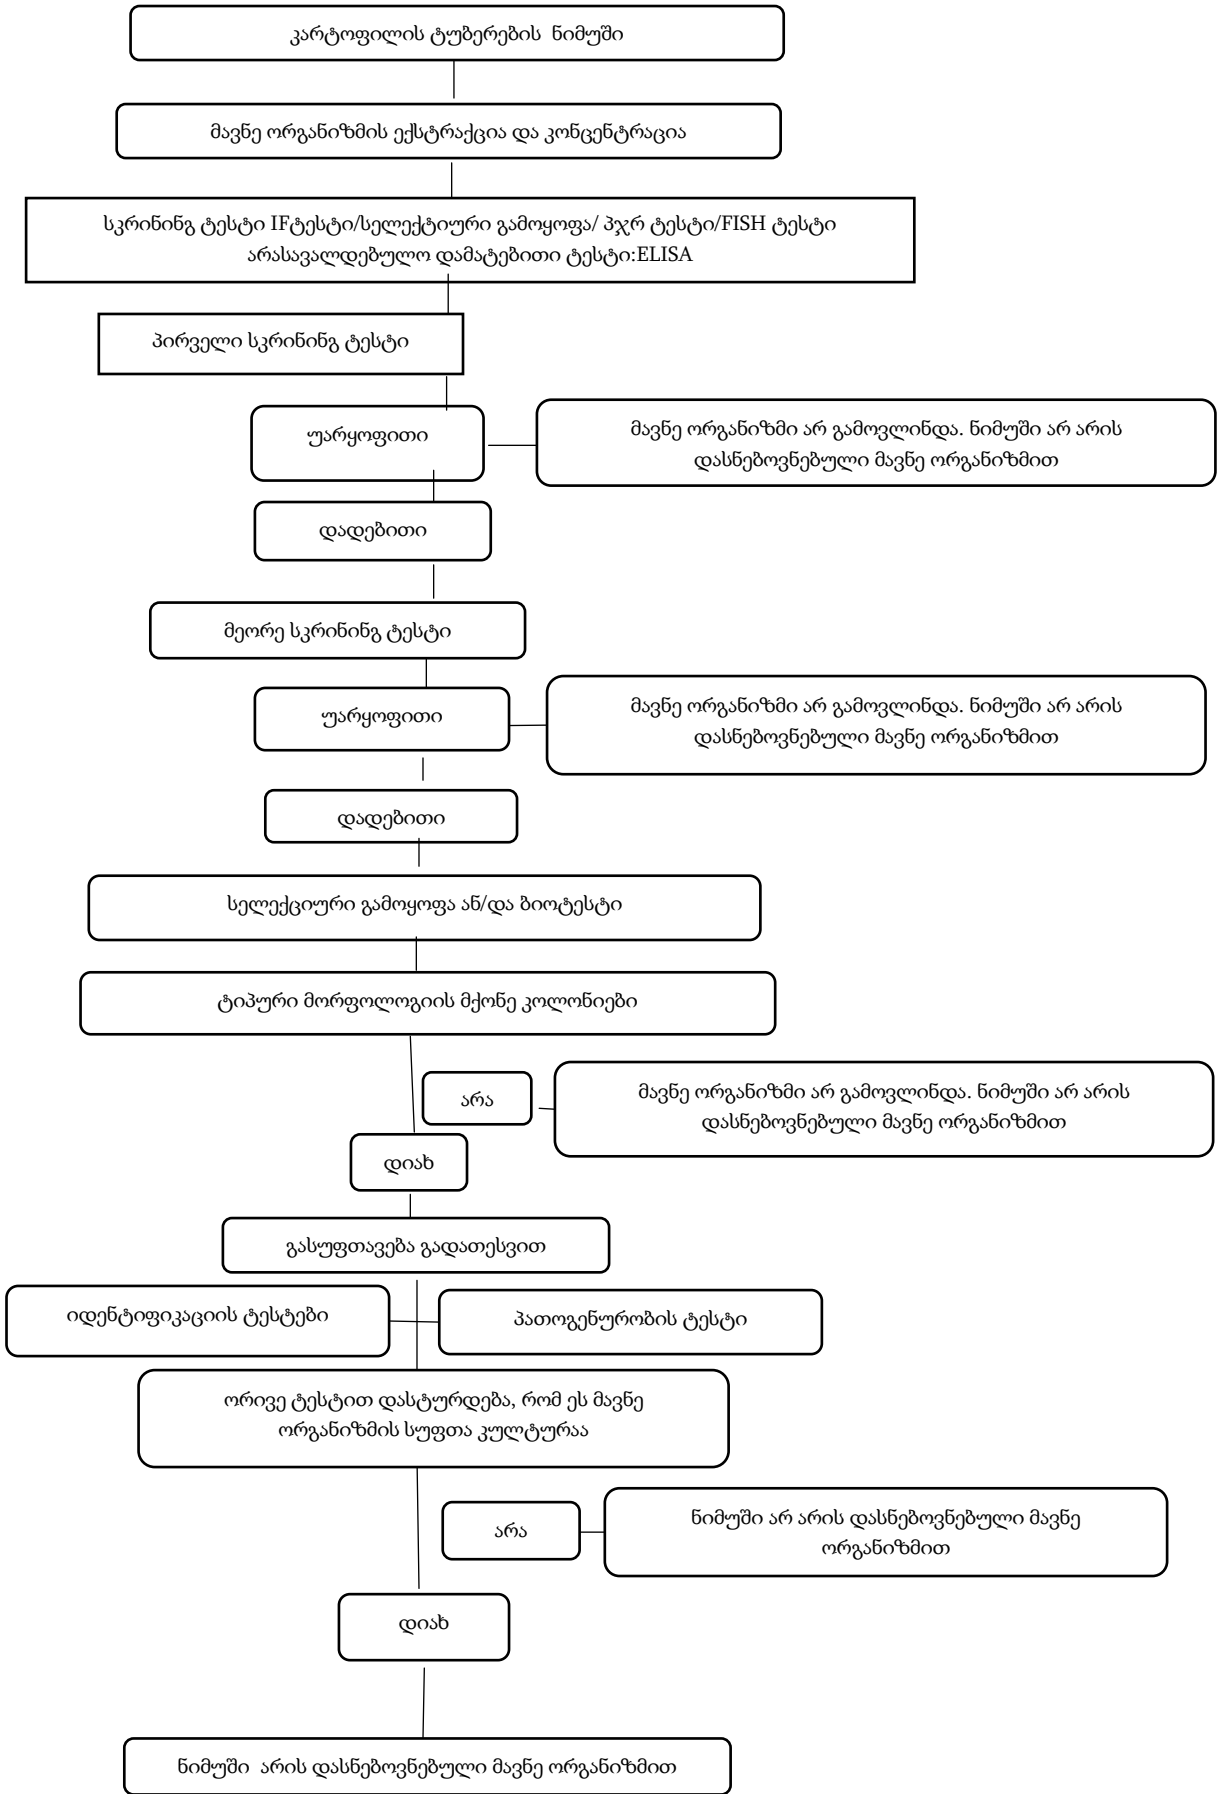 კარტოფილის ტუბერების ნიმუში
მავნე ორგანიზმის ექსტრაქცია და კონცენტრაცია
სკრინინგ ტესტი IFტესტი/სელექტიური გამოყოფა/ პჯრ ტესტი/FISH ტესტი
არასავალდებულო დამატებითი ტესტი:ELISA
პირველი სკრინინგ ტესტი
უარყოფითი
მავნე ორგანიზმი არ გამოვლინდა. ნიმუში არ არის
დასნებოვნებული მავნე ორგანიზმით
დადებითი
მეორე სკრინინგ ტესტი
უარყოფითი
მავნე ორგანიზმი არ გამოვლინდა. ნიმუში არ არის
დასნებოვნებული მავნე ორგანიზმით
დადებითი
სელექციური გამოყოფა ან/და ბიოტესტი
ტიპური მორფოლოგიის მქონე კოლონიები
არა
მავნე ორგანიზმი არ გამოვლინდა. ნიმუში არ არის
დასნებოვნებული მავნე ორგანიზმით
დიახ
გასუფთავება გადათესვით
იდენტიფიკაციის ტესტები
პათოგენურობის ტესტი
ორივე ტესტით დასტურდება, რომ ეს მავნე
ორგანიზმის სუფთა კულტურაა
არა
ნიმუში არ არის დასნებოვნებული მავნე
ორგანიზმით
დიახ
ნიმუში არის დასნებოვნებული მავნე ორგანიზმით